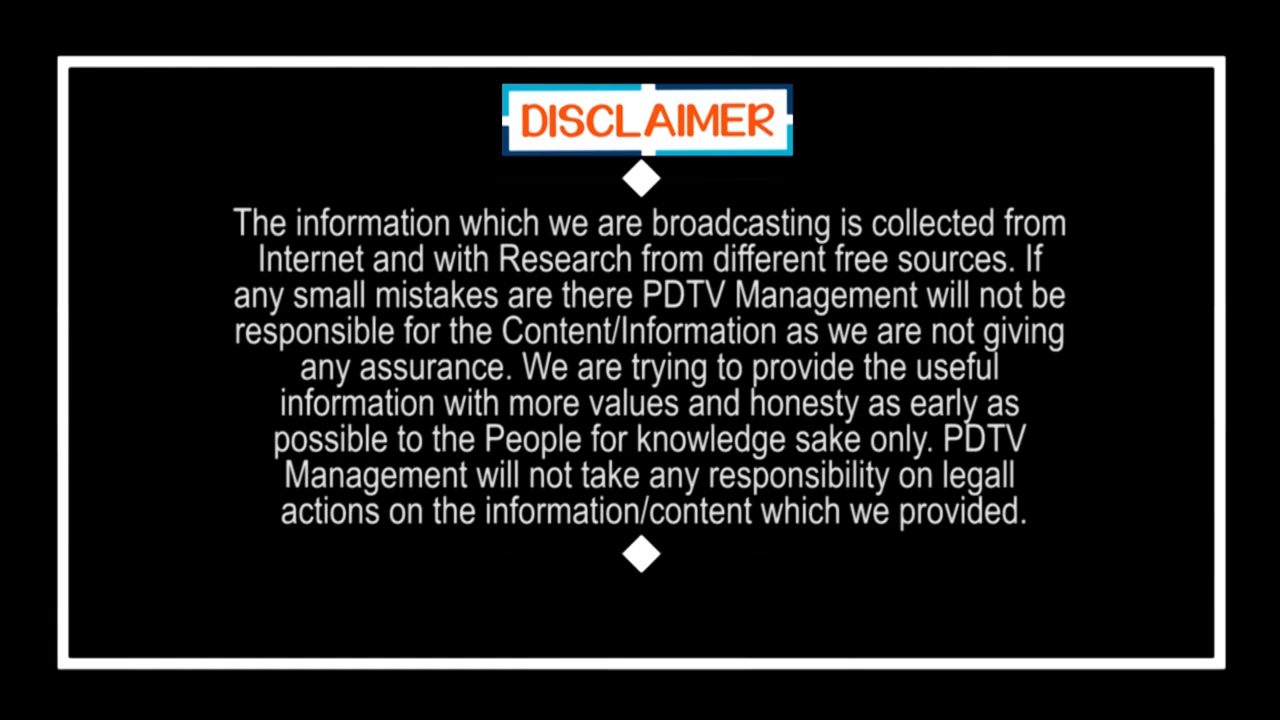 DISCLAIMER
The information which we are broadcasting is collected from
Internet and with Research from different free sources. If
any small mistakes are there PDTV Management will not be
responsible for the Content/Information as we are not giving
any assurance. We are trying to provide the useful
information with more values and honesty as early as
possible to the People for knowledge sake only. PDTV
Management will not take any responsibility on legall
actions on the information/content which we provided.